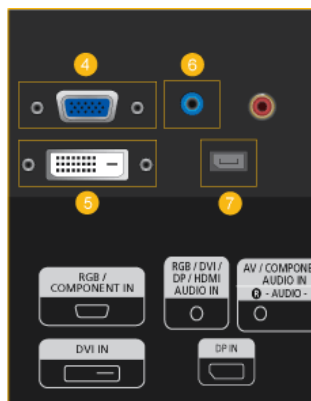 4
6
5
7
RGB /
COMPONENT IN
RGB / DVI /
DP / HDMI
AUDIO IN
AV / COMPONE
AUDIO IN
R - AUDIO -
DVI IN
DP IN